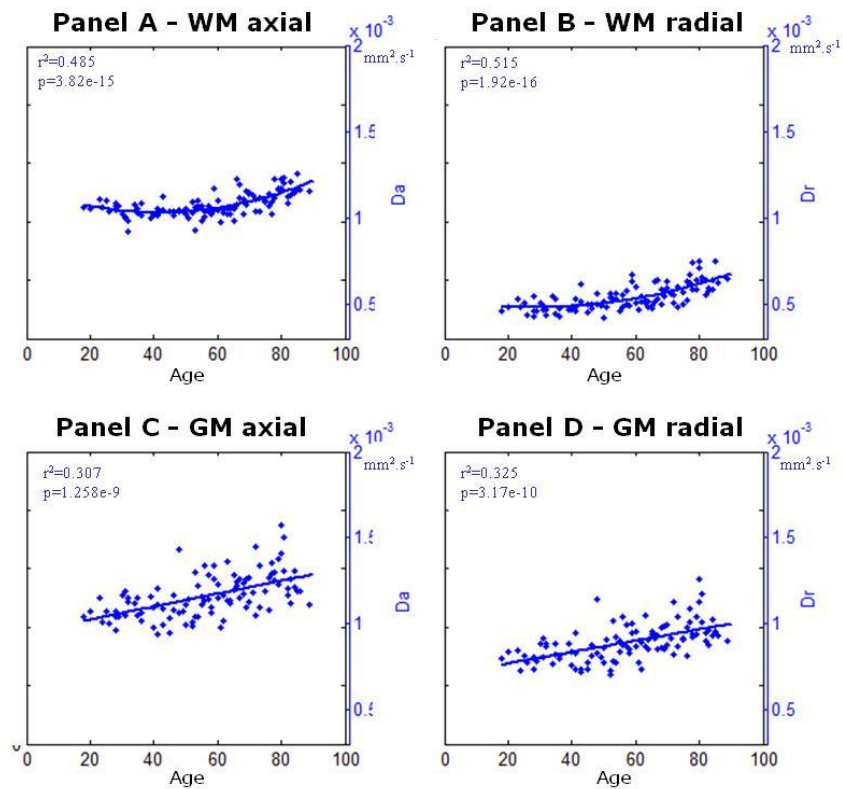 Panel A – WM axial
x 10⁻³
2
mm².s⁻¹
r²=0.485
p=3.82e-15
1.5
Da
1
0.5
0 20 40 60 80 100
Age
Panel B – WM radial
x 10⁻³
2
mm².s⁻¹
r²=0.515
p=1.92e-16
1.5
Dr
1
0.5
0 20 40 60 80 100
Age
Panel C – GM axial
x 10⁻³
2
mm².s⁻¹
r²=0.307
p=1.258e-9
1.5
Da
1
0.5
0 20 40 60 80 100
Age
Panel D – GM radial
x 10⁻³
2
mm².s⁻¹
r²=0.325
p=3.17e-10
1.5
Dr
1
0.5
0 20 40 60 80 100
Age